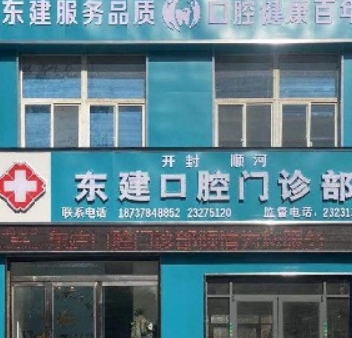 东建服务品质 口腔健康百年
开封 顺河
东建口腔门诊部
联系电话 18737848852 23275120 监督电话: